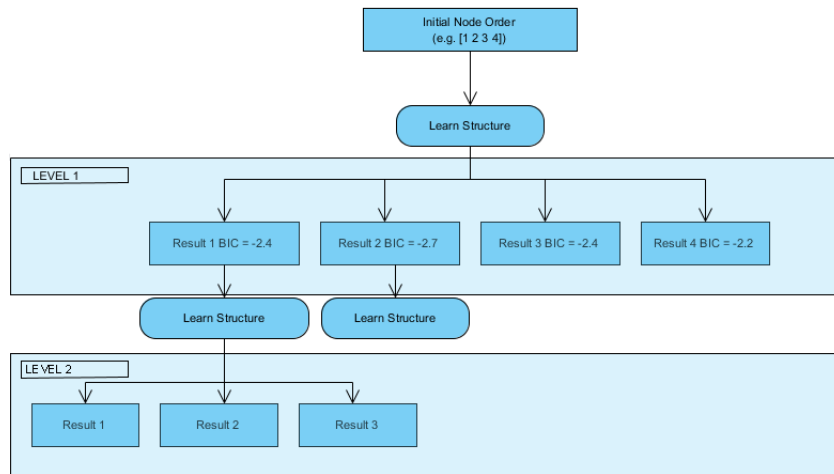 Initial Node Order
(e.g. [1 2 3 4])
Learn Structure
LEVEL 1
Result 1 BIC = -2.4
Result 2 BIC = -2.7
Result 3 BIC = -2.4
Result 4 BIC = -2.2
Learn Structure
Learn Structure
LEVEL 2
Result 1
Result 2
Result 3